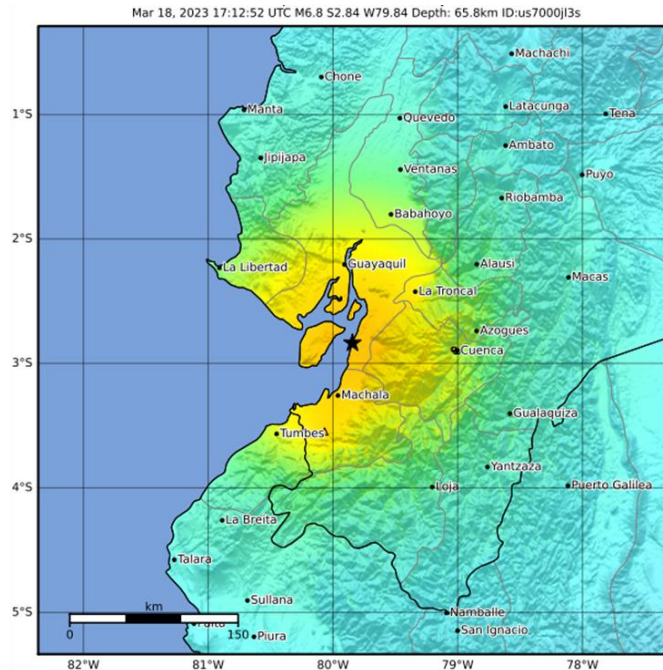 Mar 18, 2023 17:12:52 UTC M6.8 S2.84 W79.84 Depth: 65.8km ID:us7000jl3s
Machachi
Chone
Latacunga
Manta
Tena
1°S
Quevedo
Ambato
Jipijapa
Ventanas
Puyo
Riobamba
Babahoyo
2°S
Guayaquil
Alausi
La Libertad
Macas
La Troncal
Azogues
Cuenca
3°S
Machala
Gualaquiza
Tumbes
Yantzaza
Loja
Puerto Galilea
4°S
La Breita
Talara
Sullana
Namballe
5°S
km
0
150
San Ignacio
Piura
82°W
81°W
80°W
79°W
78°W